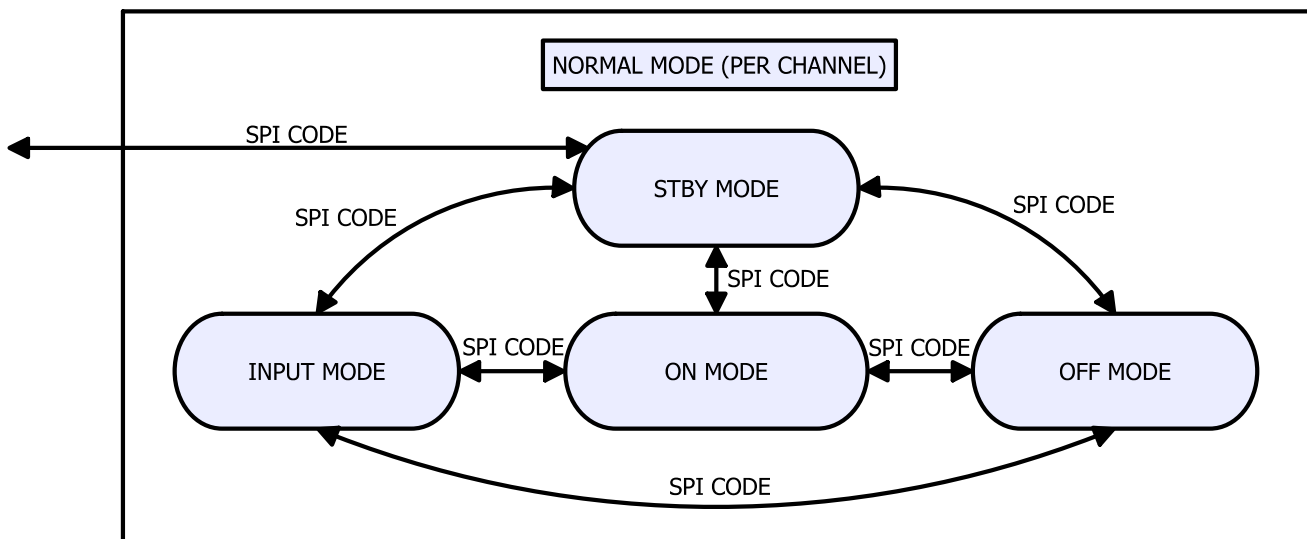 NORMAL MODE (PER CHANNEL)
SPI CODE
STBY MODE
SPI CODE
SPI CODE
SPI CODE
INPUT MODE
SPI CODE
ON MODE
SPI CODE
OFF MODE
SPI CODE